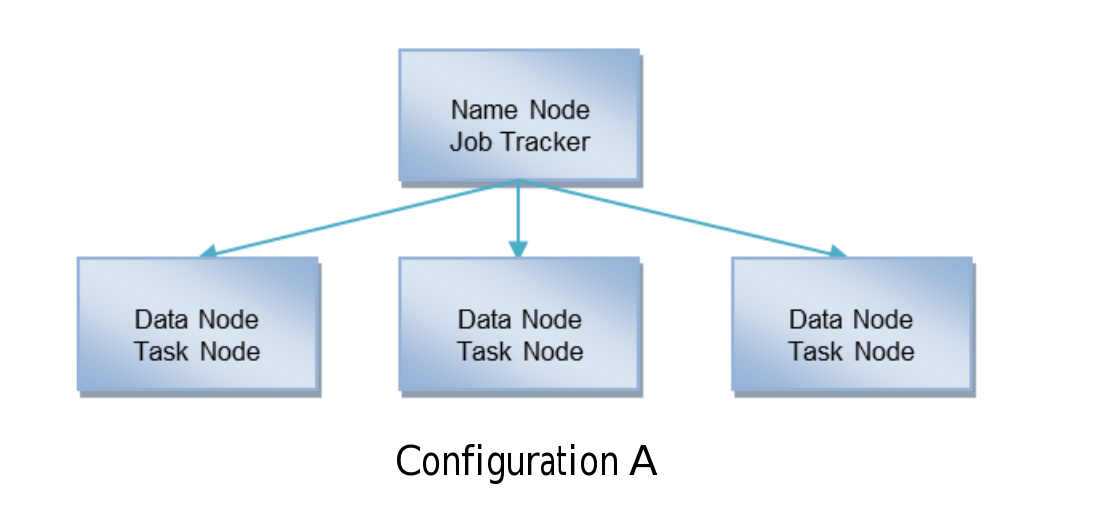 Name Node
Job Tracker
Data Node
Task Node
Data Node
Task Node
Data Node
Task Node
Configuration A